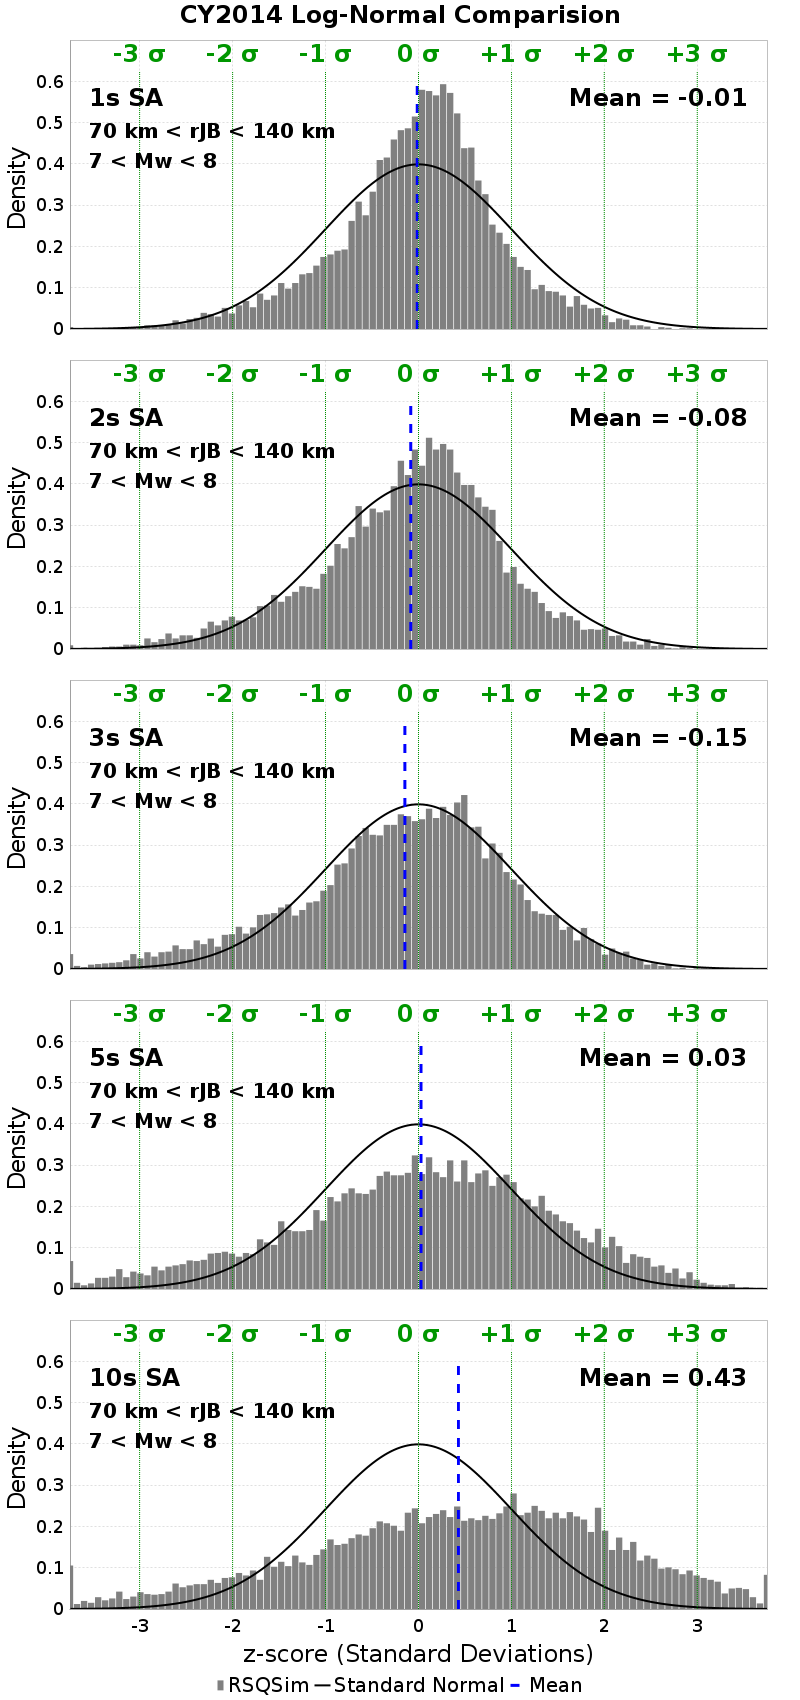 CY2014 Log-Normal Comparision
-3 σ -2 σ -1 σ 0 σ +1 σ +2 σ +3 σ
1s SA
Mean = -0.01
70 km < rJB < 140 km
7 < Mw < 8
0.6
0.5
0.4
0.3
0.2
0.1
0
Density
-3 σ -2 σ -1 σ 0 σ +1 σ +2 σ +3 σ
2s SA
Mean = -0.08
70 km < rJB < 140 km
7 < Mw < 8
0.6
0.5
0.4
0.3
0.2
0.1
0
Density
-3 σ -2 σ -1 σ 0 σ +1 σ +2 σ +3 σ
3s SA
Mean = -0.15
70 km < rJB < 140 km
7 < Mw < 8
0.6
0.5
0.4
0.3
0.2
0.1
0
Density
-3 σ -2 σ -1 σ 0 σ +1 σ +2 σ +3 σ
5s SA
Mean = 0.03
70 km < rJB < 140 km
7 < Mw < 8
0.6
0.5
0.4
0.3
0.2
0.1
0
Density
-3 σ -2 σ -1 σ 0 σ +1 σ +2 σ +3 σ
10s SA
Mean = 0.43
70 km < rJB < 140 km
7 < Mw < 8
0.6
0.5
0.4
0.3
0.2
0.1
0
Density
-3 -2 -1 0 1 2 3
z-score (Standard Deviations)
RSQSim Standard Normal Mean